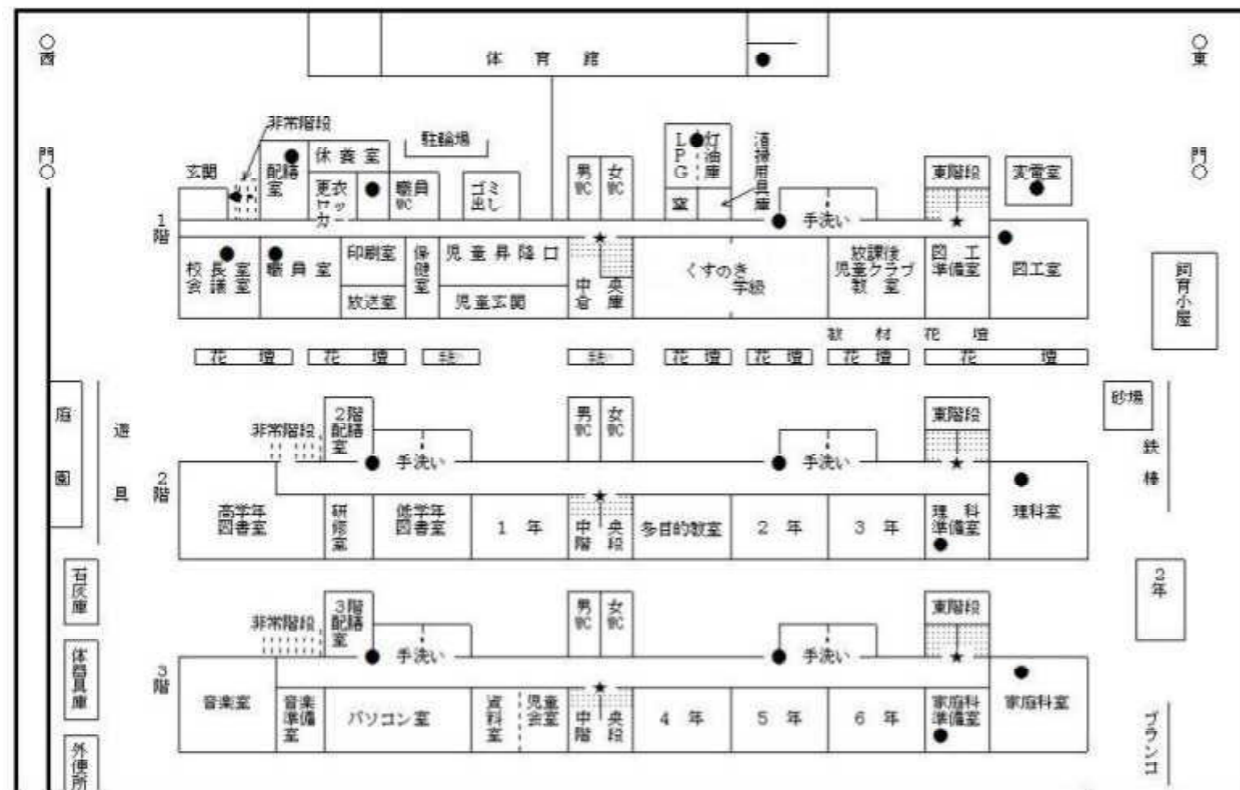 西門
東門
体育館
非常階段
玄関
配膳室
休養室
更衣
ロッカー
職員WC
駐輪場
ゴミ出し
男WC
女WC
LPG
灯油庫
清掃用具庫
手洗い
東階段
変電室
1階
校長室
会議室
職員室
印刷室
放送室
保健室
児童昇降口
児童玄関
中央
倉庫
くすのき
学級
放課後
児童クラブ
教室
図工
準備室
図工室
飼育小屋
教材花壇
花壇
花壇
花壇
花壇
花壇
花壇
庭園
遊具
砂場
鉄棒
2階
非常階段
2階
配膳室
手洗い
男WC
女WC
手洗い
東階段
高学年
図書室
研修室
低学年
図書室
1年
中央
階段
多目的教室
2年
3年
理科
準備室
理科室
石灰庫
2年
3階
非常階段
3階
配膳室
手洗い
男WC
女WC
手洗い
東階段
体器具庫
音楽室
音楽準備室
パソコン室
資料室
児童会室
中央
階段
4年
5年
6年
家庭科
準備室
家庭科室
外便所
ブランコ